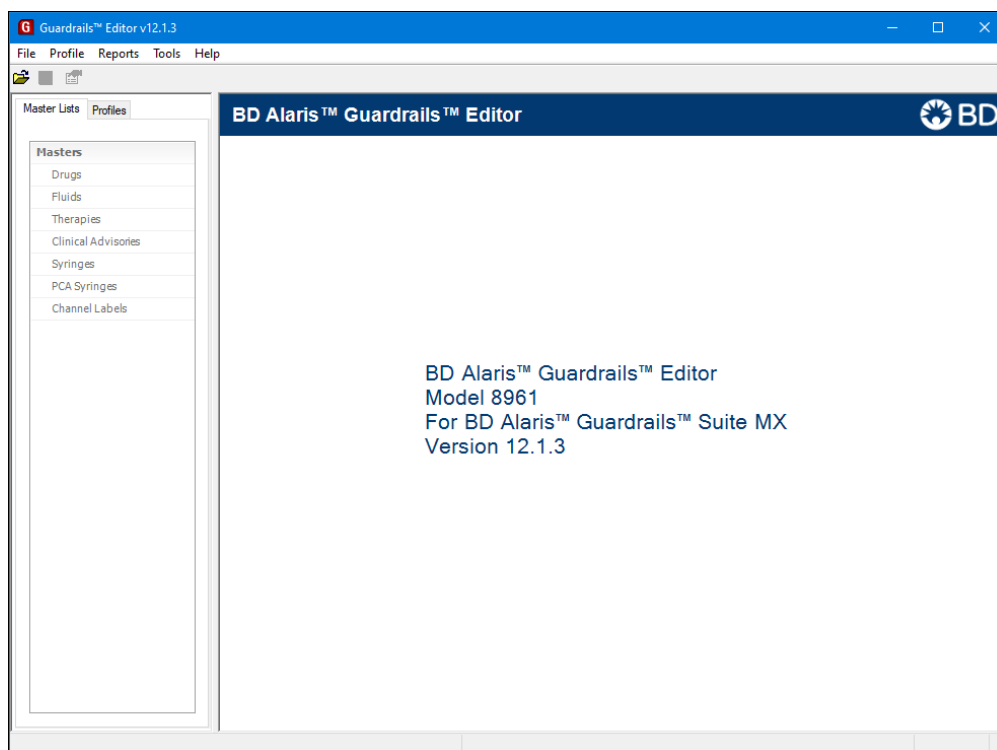 Guardrails™ Editor v12.1.3
File Profile Reports Tools Help
Master Lists Profiles
BD Alaris™ Guardrails™ Editor
BD
Masters
Drugs
Fluids
Therapies
Clinical Advisories
Syringes
PCA Syringes
Channel Labels
BD Alaris™ Guardrails™ Editor
Model 8961
For BD Alaris™ Guardrails™ Suite MX
Version 12.1.3